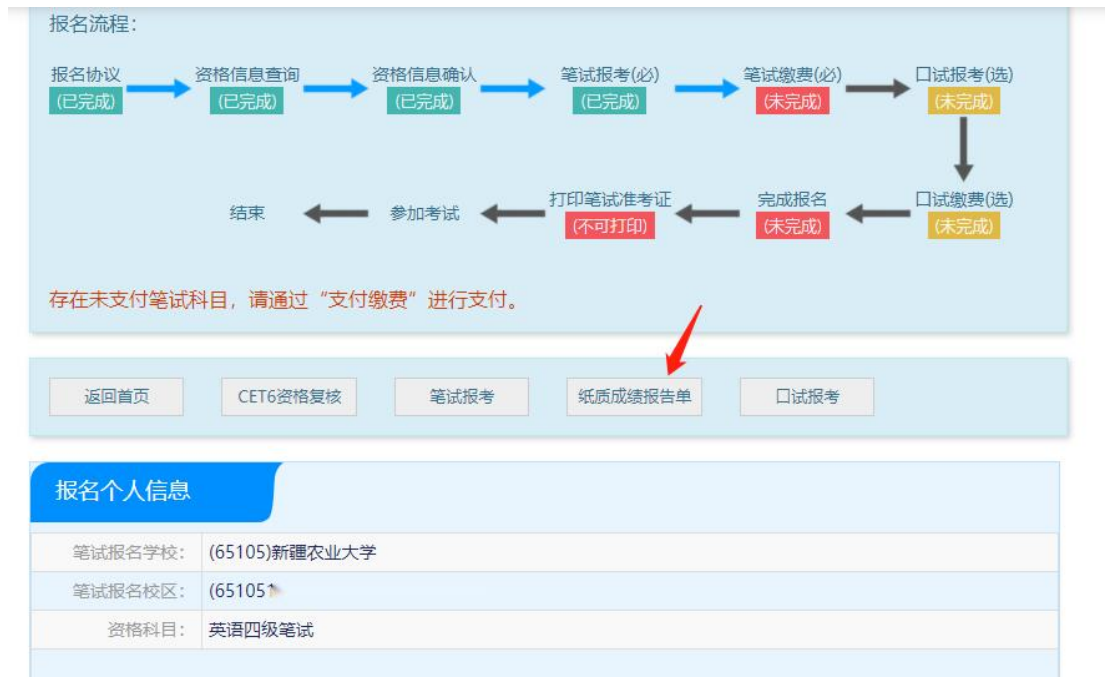 报名流程：
报名协议 资格信息查询 资格信息确认 笔试报考(必) 笔试缴费(必) 口试报考(选)
(已完成) (已完成) (已完成) (已完成) (未完成) (未完成)
结束 参加考试 打印笔试准考证 完成报名 口试缴费(选)
(不可打印) (未完成) (未完成)
存在未支付笔试科目，请通过“支付缴费”进行支付。
返回首页 CET6资格复核 笔试报考 纸质成绩报告单 口试报考
报名个人信息
笔试报名学校： (65105)新疆农业大学
笔试报名校区： (651051
资格科目： 英语四级笔试